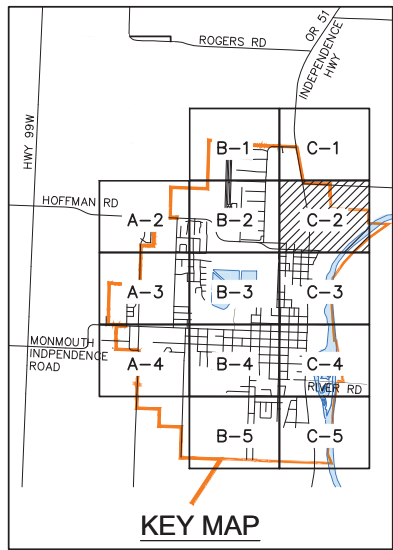 ROGERS RD
OR 51
INDEPENDENCE
HWY
HWY 99W
B-1
C-1
HOFFMAN RD
A-2
B-2
C-2
A-3
B-3
C-3
MONMOUTH
INDPENDENCE
ROAD
A-4
B-4
C-4
RIVER RD
B-5
C-5
KEY MAP